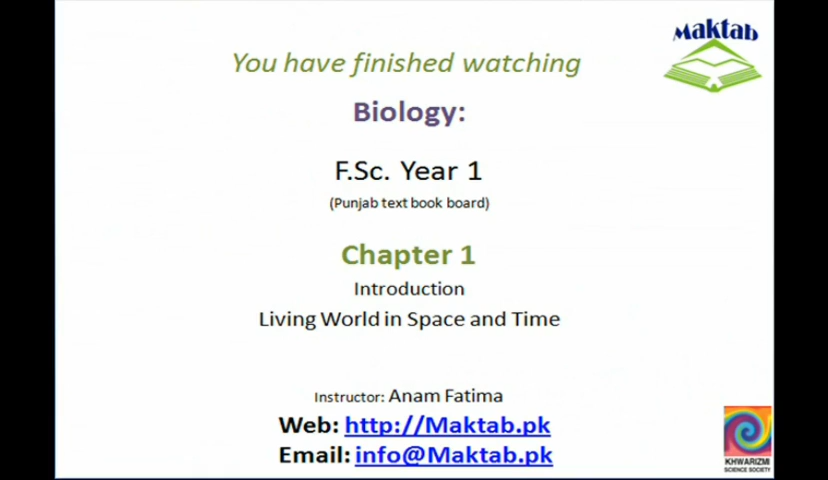 Maktab
You have finished watching
Biology:
F.Sc. Year 1
(Punjab text book board)
Chapter 1
Introduction
Living World in Space and Time
Instructor: Anam Fatima
Web: http://Maktab.pk
Email: info@Maktab.pk
KHWARIZMI
SCIENCE SOCIETY